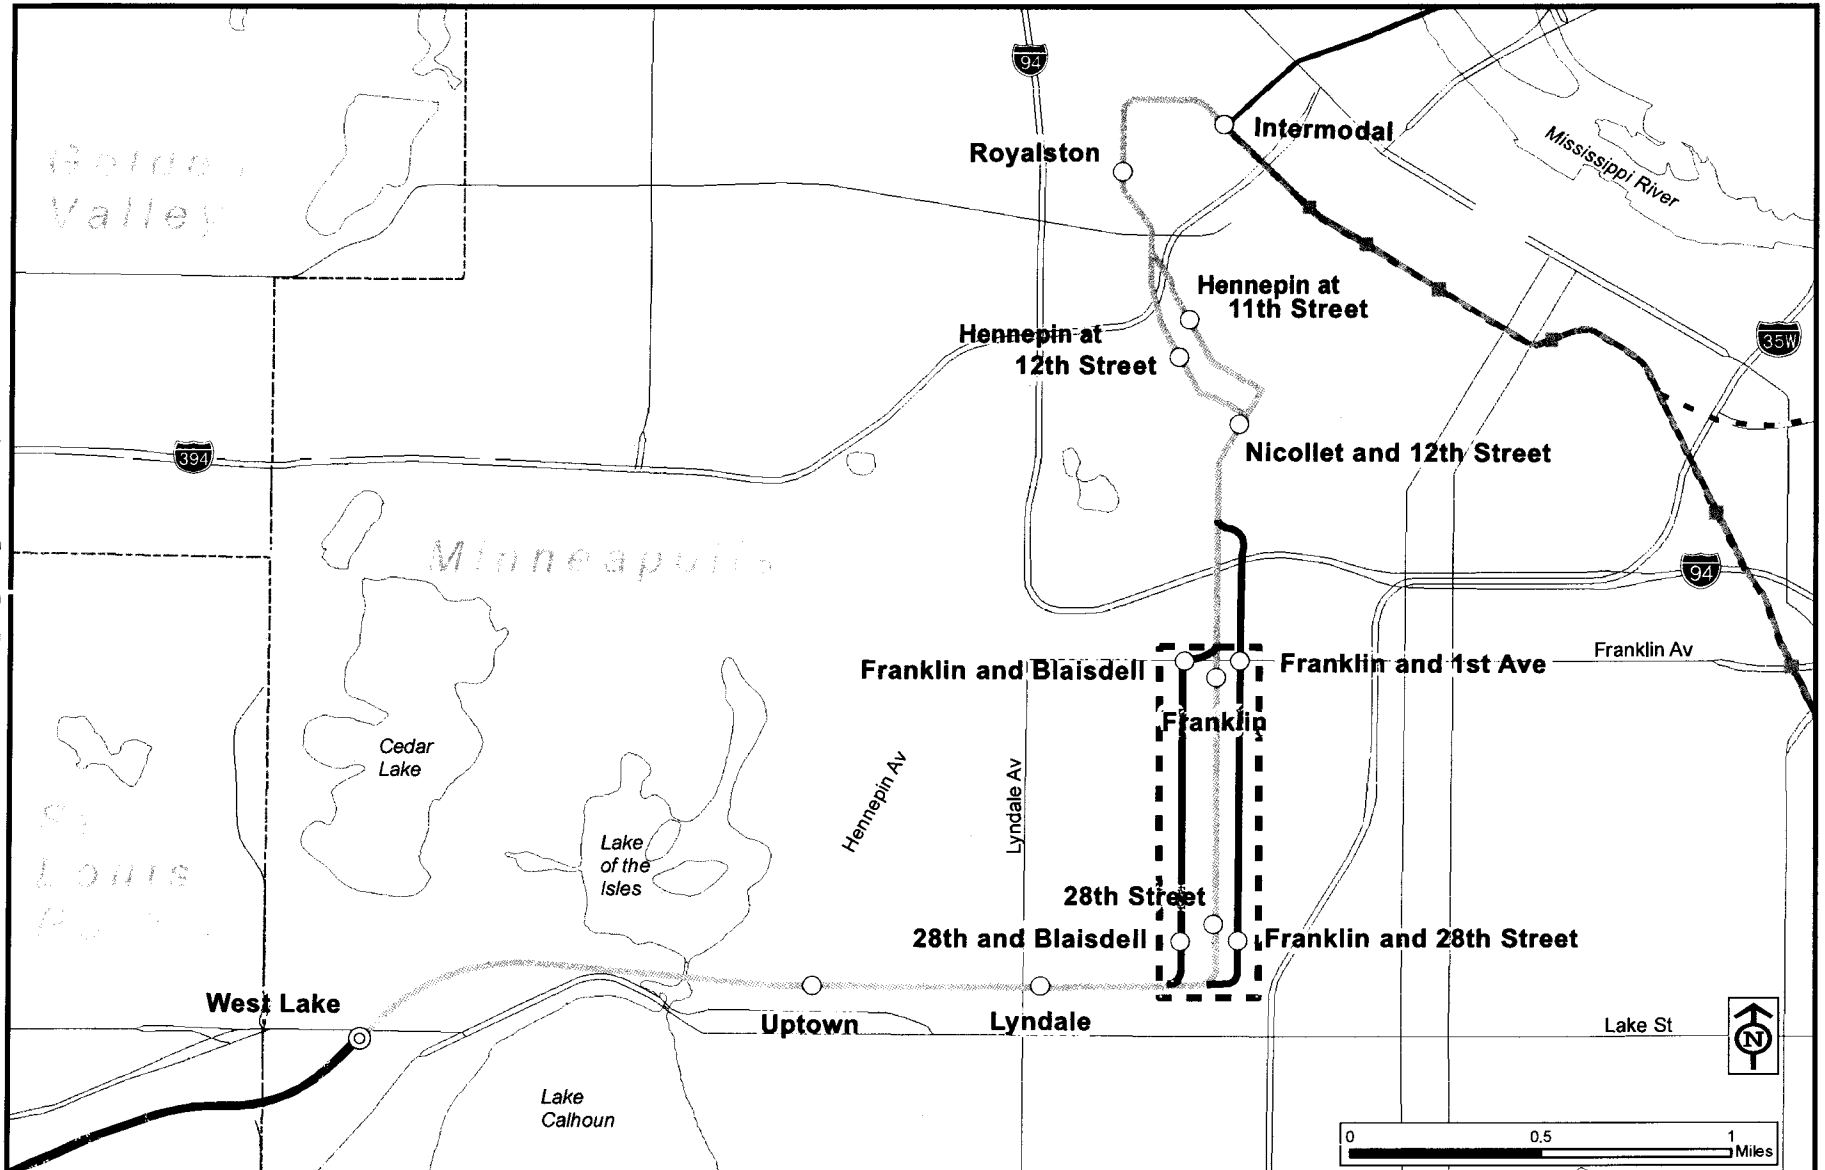 94
Intermodal
Royalston
Mississippi River
Valley
Hennepin at
11th Street
Hennepin at
12th Street
35W
394
Nicollet and 12th Street
Minneapolis
94
Franklin Av
Franklin and Blaisdell
Franklin and 1st Ave
Franklin
Cedar
Lake
Hennepin Av
Lyndale Av
Lake
of the
Isles
Louis
28th Street
28th and Blaisdell
Franklin and 28th Street
West Lake
Uptown
Lyndale
Lake St
N
Lake
Calhoun
0 0.5 1
Miles